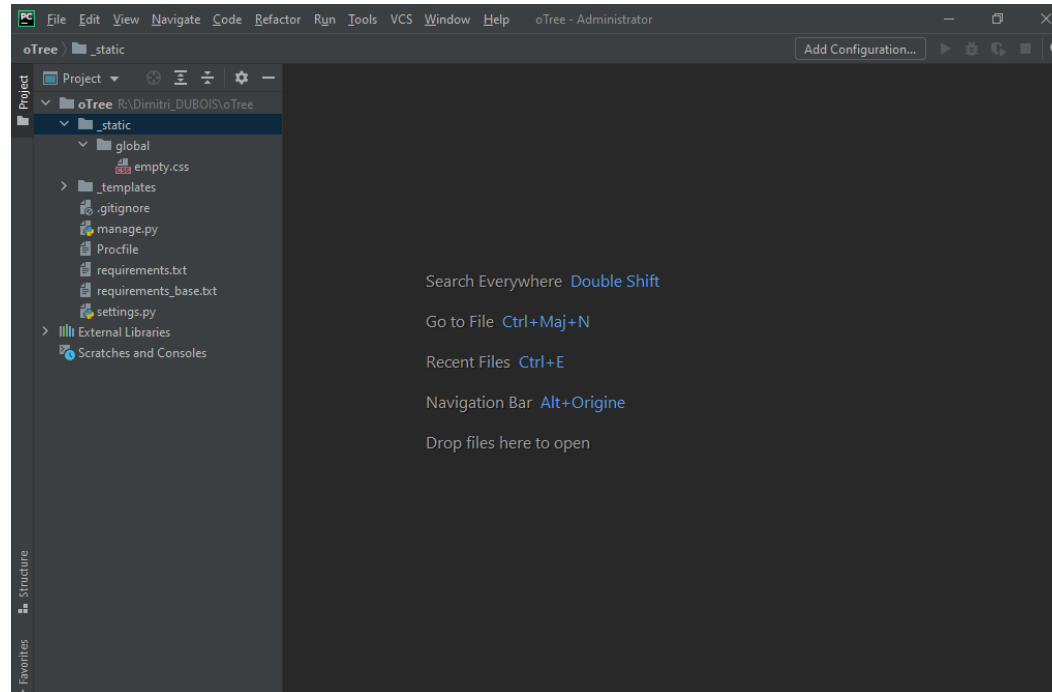 PC File Edit View Navigate Code Refactor Run Tools VCS Window Help oTree - Administrator
oTree _static Add Configuration...
Project
Project
oTree R:\Dimitri_DUBOIS\oTree
_static
global
CSS empty.css
_templates
.gitignore
manage.py
Procfile
requirements.txt
requirements_base.txt
settings.py
External Libraries
Scratches and Consoles
Search Everywhere Double Shift
Go to File Ctrl+Maj+N
Recent Files Ctrl+E
Navigation Bar Alt+Origine
Drop files here to open
Structure
Favorites